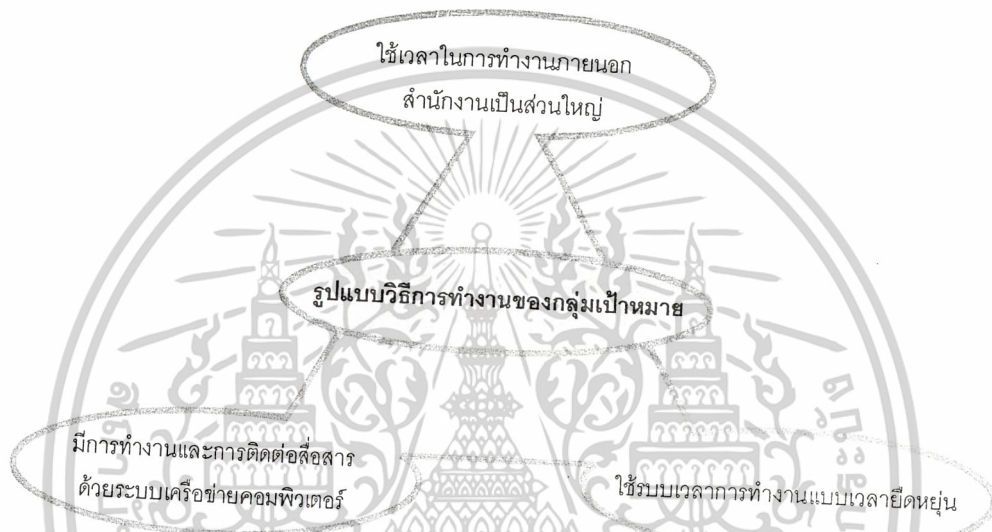 ใช้เวลาในการทำงานภายนอก
สำนักงานเป็นส่วนใหญ่
รูปแบบวิธีการทำงานของกลุ่มเป้าหมาย
มีการทำงานและการติดต่อสื่อสาร
ด้วยระบบเครือข่ายคอมพิวเตอร์
ใช้รบบเวลาการทำงานแบบเวลายืดหยุ่น